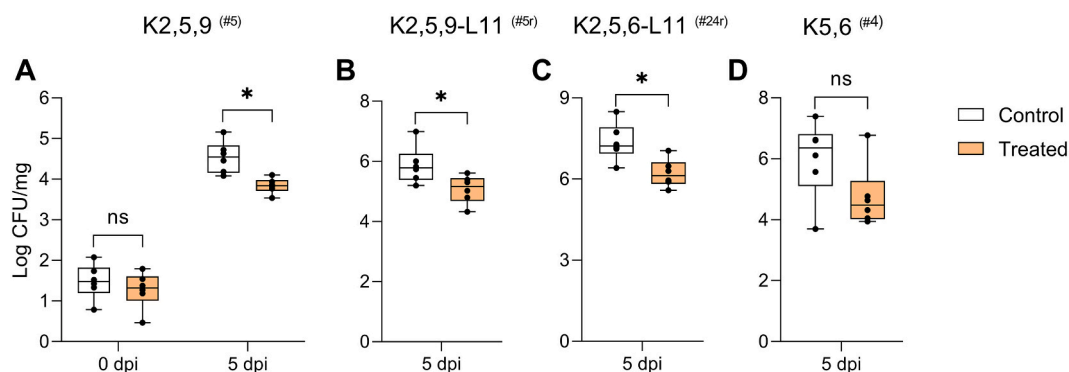 K2,5,9 (#5)
K2,5,9-L11 (#5r)
K2,5,6-L11 (#24r)
K5,6 (#4)
A
B
C
D
Log CFU/mg
6
5
4
3
2
1
0
ns
*
0 dpi
5 dpi
8
6
4
2
0
*
5 dpi
9
6
3
0
*
5 dpi
8
6
4
2
0
ns
5 dpi
Control
Treated